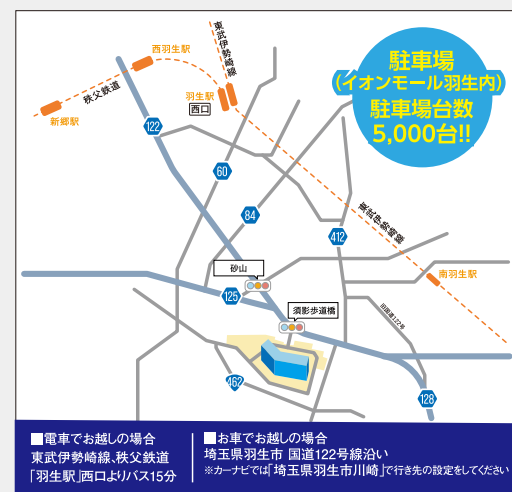 東武伊勢崎線
西羽生駅
秩父鉄道
羽生駅
西口
新郷駅
駐車場
(イオンモール羽生内)
駐車場台数
5,000台!!
122
60
84
412
東武伊勢崎線
砂山
南羽生駅
125
須影歩道橋
旧国道122号
462
128
■電車でお越しの場合
東武伊勢崎線、秩父鉄道
「羽生駅」西口よりバス15分
■お車でお越しの場合
埼玉県羽生市 国道122号線沿い
※カーナビでは「埼玉県羽生市川崎」で行き先の設定をしてください